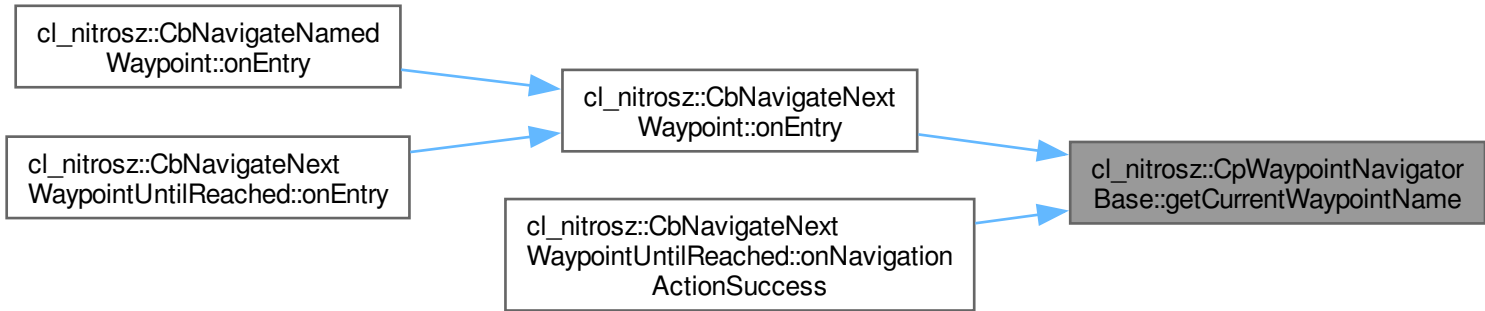 cl_nitrosz::CbNavigateNamed
Waypoint::onEntry
cl_nitrosz::CbNavigateNext
WaypointUntilReached::onEntry
cl_nitrosz::CbNavigateNext
Waypoint::onEntry
cl_nitrosz::CbNavigateNext
WaypointUntilReached::onNavigation
ActionSuccess
cl_nitrosz::CpWaypointNavigator
Base::getCurrentWaypointName